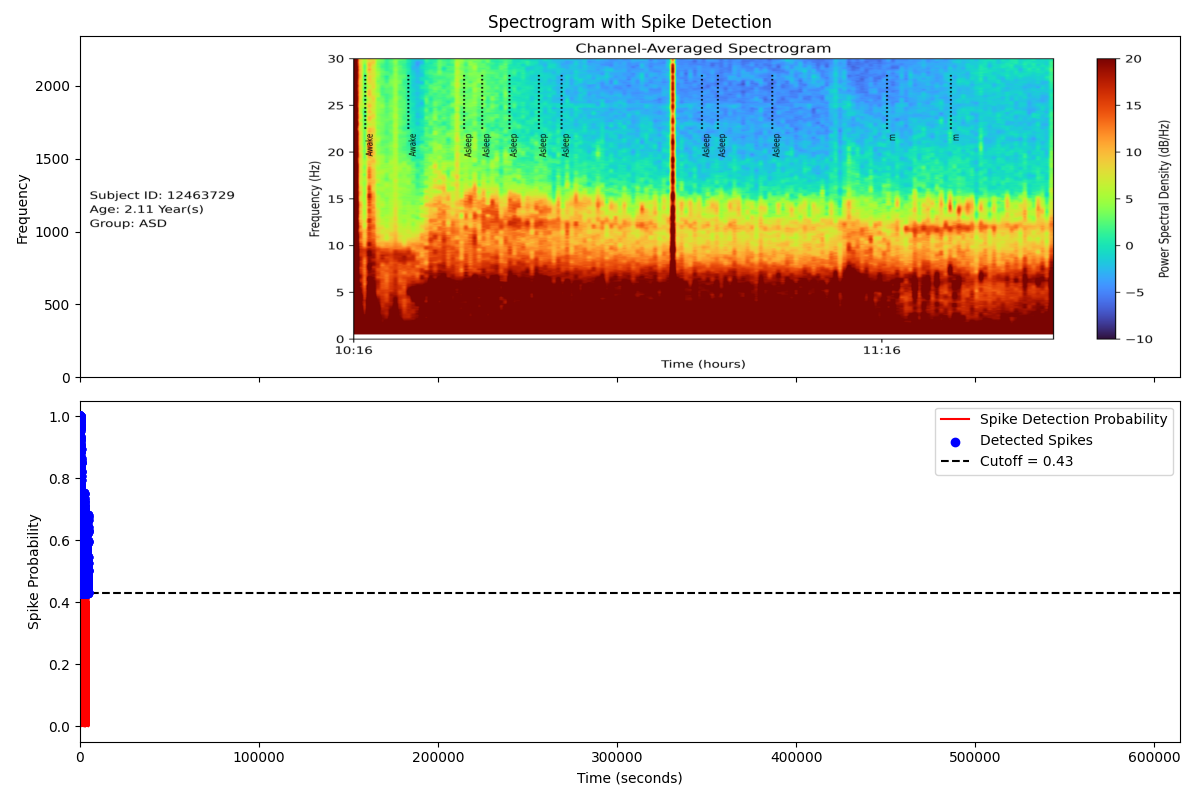 Spectrogram with Spike Detection
Channel-Averaged Spectrogram
Frequency
2000
1500
1000
500
0
Subject ID: 12463729
Age: 2.11 Year(s)
Group: ASD
Frequency (Hz)
30
25
20
15
10
5
0
Awake
Awake
Asleep
Asleep
Asleep
Asleep
Asleep
Asleep
Asleep
Asleep
m
m
10:16
11:16
Time (hours)
20
15
10
5
0
−5
−10
Power Spectral Density (dB/Hz)
Spike Probability
1.0
0.8
0.6
0.4
0.2
0.0
Spike Detection Probability
Detected Spikes
Cutoff = 0.43
0
100000
200000
300000
400000
500000
600000
Time (seconds)